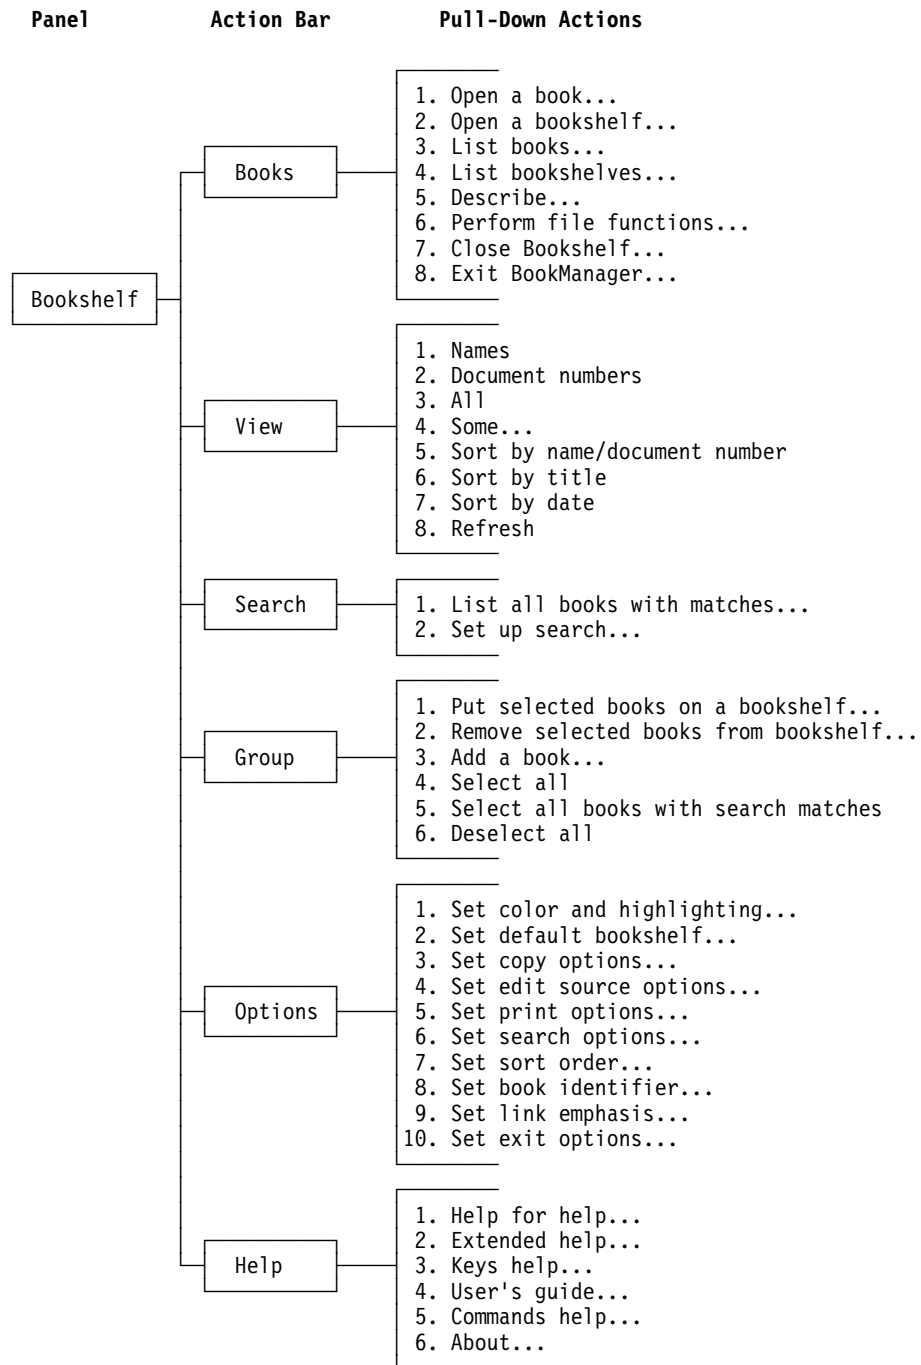 Panel Action Bar Pull-Down Actions
1. Open a book...
2. Open a bookshelf...
3. List books...
Books 4. List bookshelves...
5. Describe...
6. Perform file functions...
7. Close Bookshelf...
8. Exit BookManager...
Bookshelf
1. Names
2. Document numbers
3. All
View 4. Some...
5. Sort by name/document number
6. Sort by title
7. Sort by date
8. Refresh
Search 1. List all books with matches...
2. Set up search...
1. Put selected books on a bookshelf...
2. Remove selected books from bookshelf...
Group 3. Add a book...
4. Select all
5. Select all books with search matches
6. Deselect all
1. Set color and highlighting...
2. Set default bookshelf...
3. Set copy options...
4. Set edit source options...
Options 5. Set print options...
6. Set search options...
7. Set sort order...
8. Set book identifier...
9. Set link emphasis...
10. Set exit options...
1. Help for help...
2. Extended help...
Help 3. Keys help...
4. User's guide...
5. Commands help...
6. About...